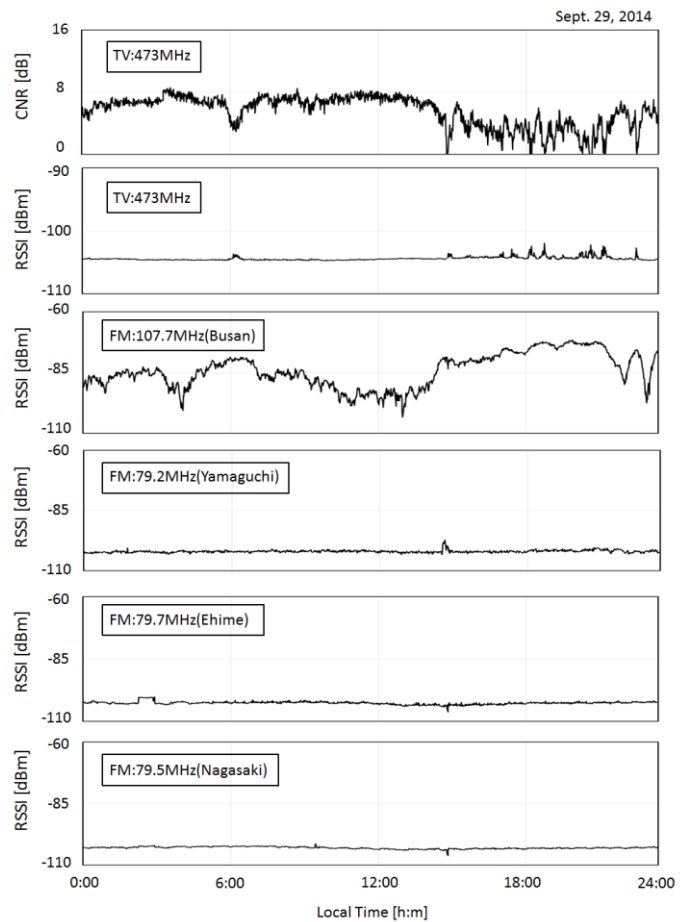 Sept. 29, 2014
16
TV:473MHz
CNR [dB]
8
0
-90
TV:473MHz
RSSI [dBm]
-100
-110
-60
FM:107.7MHz(Busan)
RSSI [dBm]
-85
-110
-60
FM:79.2MHz(Yamaguchi)
RSSI [dBm]
-85
-110
-60
FM:79.7MHz(Ehime)
RSSI [dBm]
-85
-110
-60
FM:79.5MHz(Nagasaki)
RSSI [dBm]
-85
-110
0:00 6:00 12:00 18:00 24:00
Local Time [h:m]